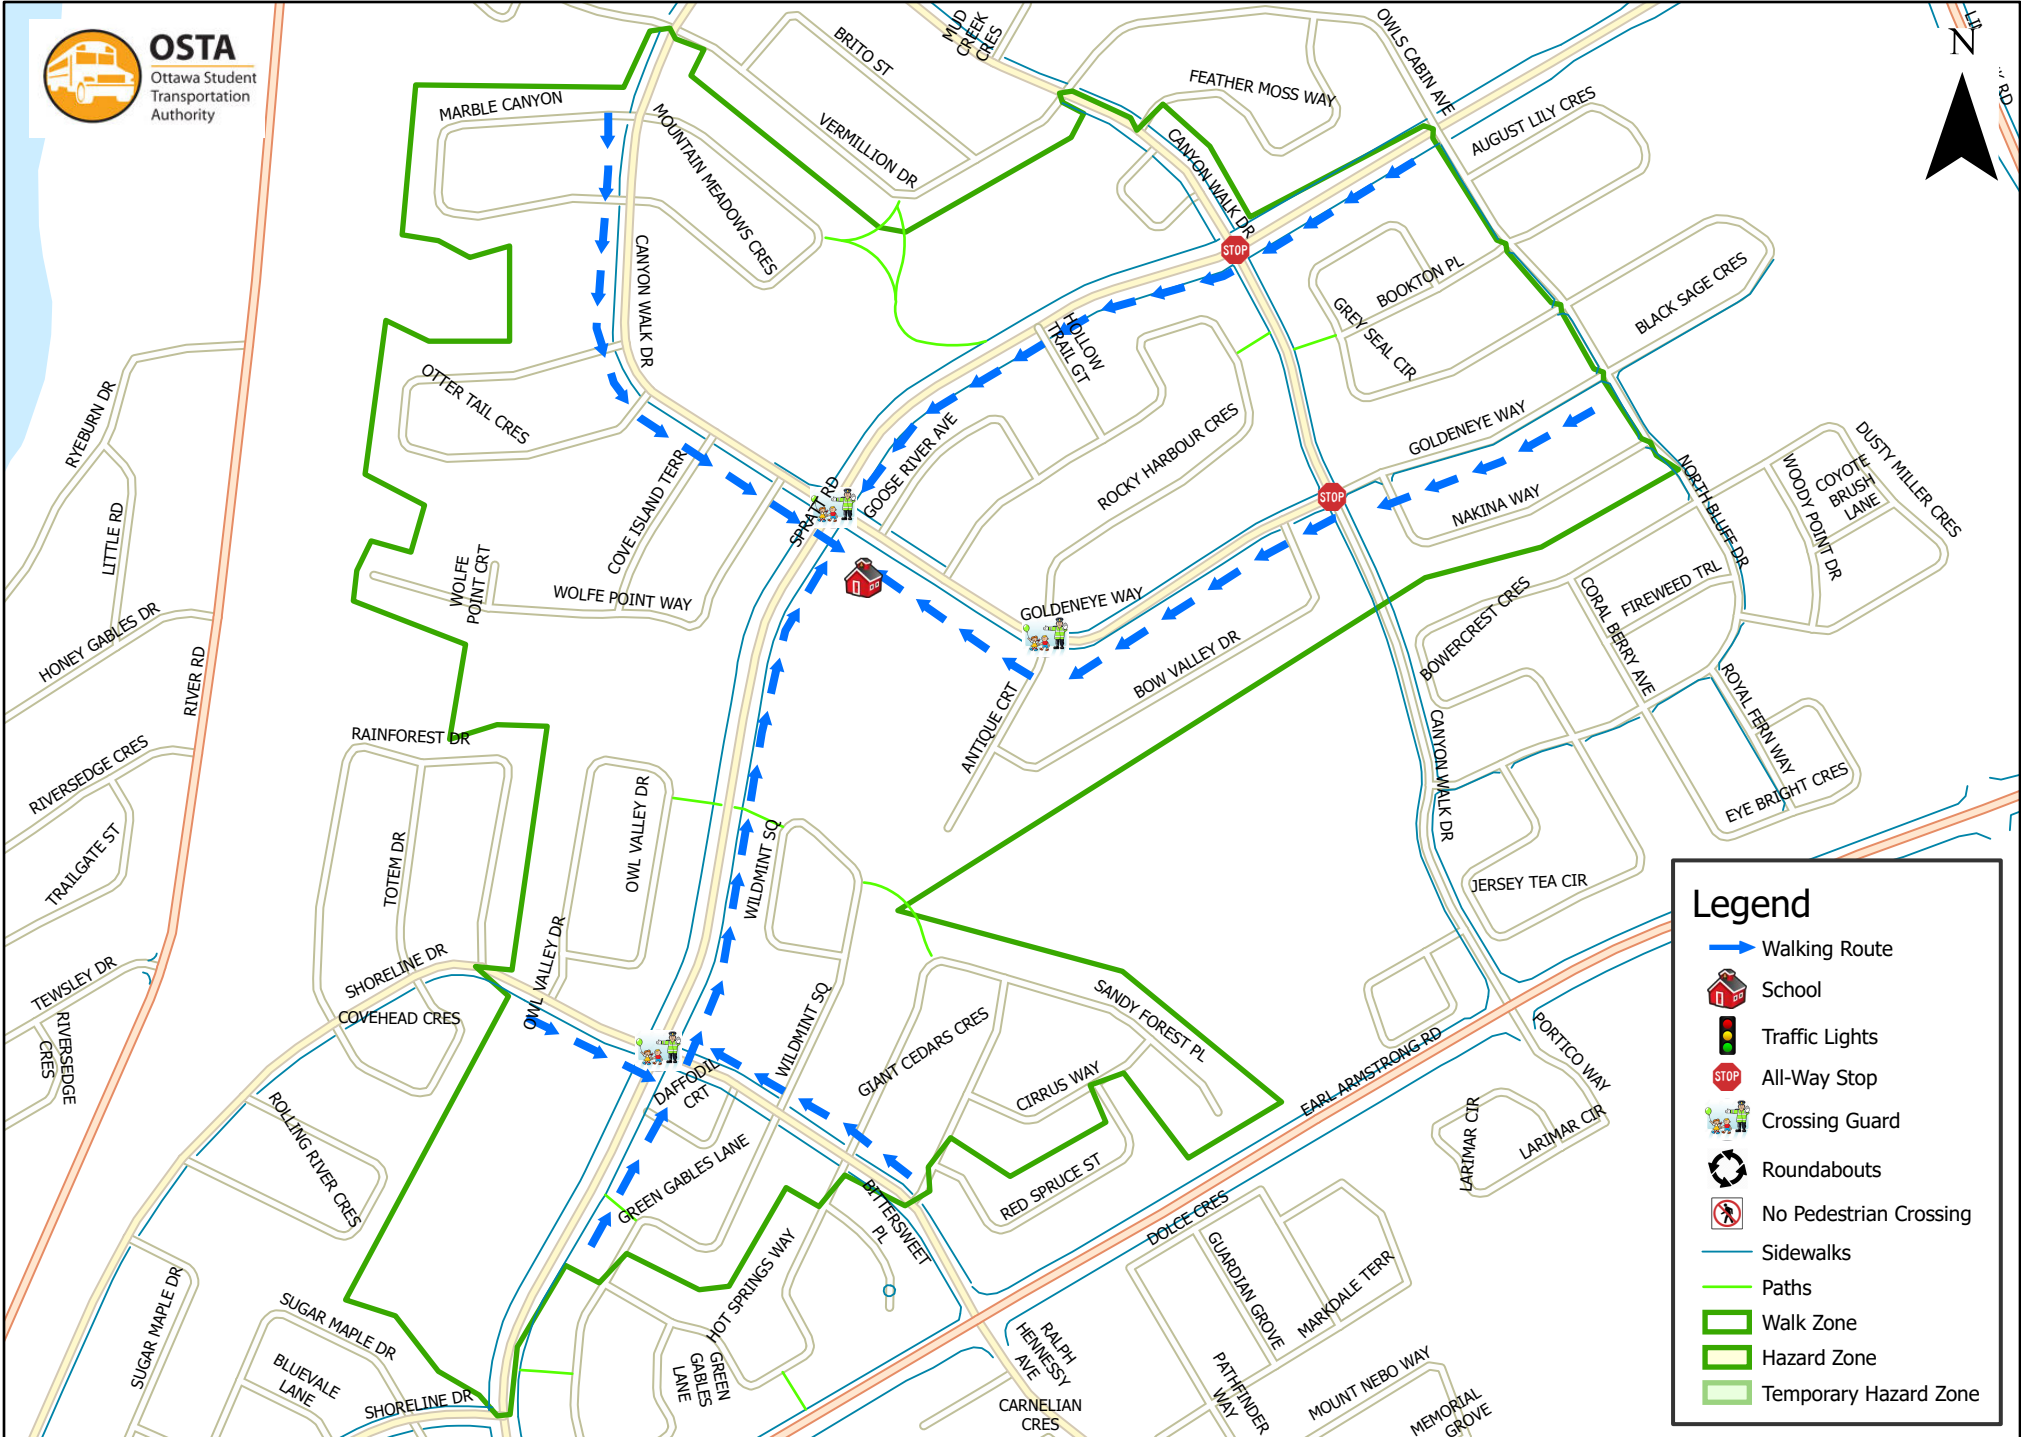 OSTA
Ottawa Student
Transportation
Authority
N
MUD
CREEK
CRES
BRITO ST
OWLS CABIN AVE
FEATHER MOSS WAY
AUGUST LILY CRES
MARBLE CANYON
MOUNTAIN MEADOWS CRES
VERMILLION DR
CANYON WALK DR
STOP
CANYON WALK DR
BOOKTON PL
GREY SEAL CIR
BLACK SAGE CRES
HOLLOW
TRAIL GT
OTTER TAIL CRES
RYEBURN DR
LITTLE RD
GOOSE RIVER AVE
ROCKY HARBOUR CRES
GOLDENEYE WAY
STOP
NAKINA WAY
NORTH BLUFF DR
WOODY POINT DR
COYOTE
BRUSH
LANE
DUSTY MILLER CRES
COVE ISLAND TERR
SPRATT RD
WOLFE
POINT CRT
WOLFE POINT WAY
GOLDENEYE WAY
BOW VALLEY DR
ANTIQUE CRT
BOWERCREST CRES
CORAL BERRY AVE
FIREWEED TRL
ROYAL FERN WAY
EYE BRIGHT CRES
HONEY GABLES DR
RIVER RD
RIVERSEDGE CRES
TRAILGATE ST
RAINFOREST DR
TOTEM DR
OWL VALLEY DR
OWL VALLEY DR
WILDMINT SQ
WILDMINT SQ
CANYON WALK DR
JERSEY TEA CIR
TEWSLEY DR
RIVERSEDGE
CRES
SHORELINE DR
COVEHEAD CRES
ROLLING RIVER CRES
DAFFODIL
CRT
GREEN GABLES LANE
GIANT CEDARS CRES
SANDY FOREST PL
CIRRUS WAY
RED SPRUCE ST
EARL ARMSTRONG RD
PORTICO WAY
LARIMAR CIR
LARIMAR CIR
BITTERSWEET
PL
HOT SPRINGS WAY
GREEN
GABLES
LANE
DOLCE CRES
GUARDIAN GROVE
MARKDALE TERR
SUGAR MAPLE DR
SUGAR MAPLE DR
BLUEVALE
LANE
SHORELINE DR
RALPH
HENNESSY
AVE
CARNELIAN
CRES
PATHFINDER
WAY
MOUNT NEBO WAY
MEMORIAL
GROVE
Legend
Walking Route
School
Traffic Lights
STOP
All-Way Stop
Crossing Guard
Roundabouts
No Pedestrian Crossing
Sidewalks
Paths
Walk Zone
Hazard Zone
Temporary Hazard Zone